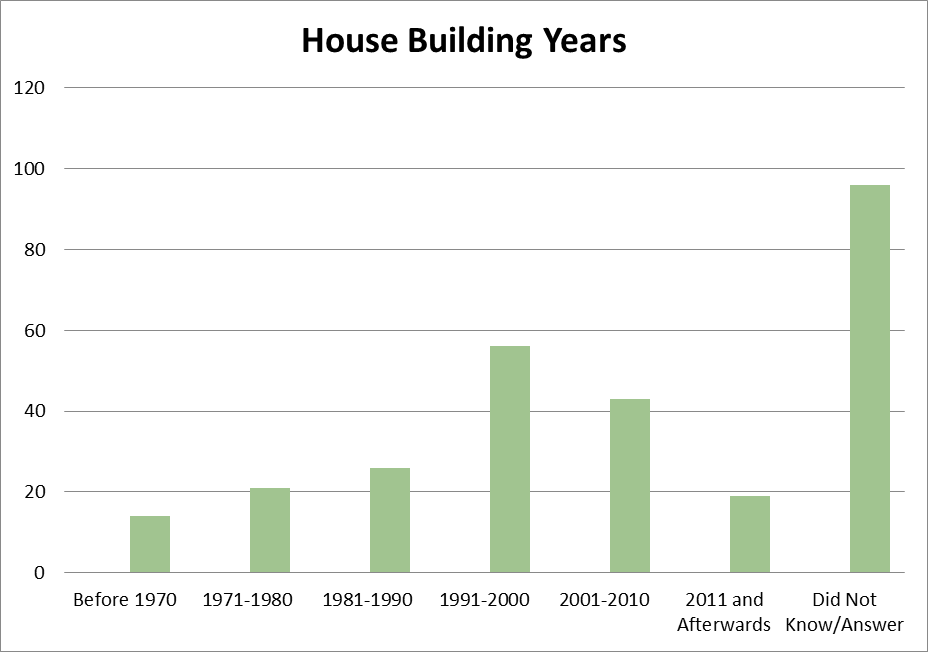 House Building Years
120
100
80
60
40
20
0
Before 1970
1971-1980
1981-1990
1991-2000
2001-2010
2011 and
Afterwards
Did Not
Know/Answer